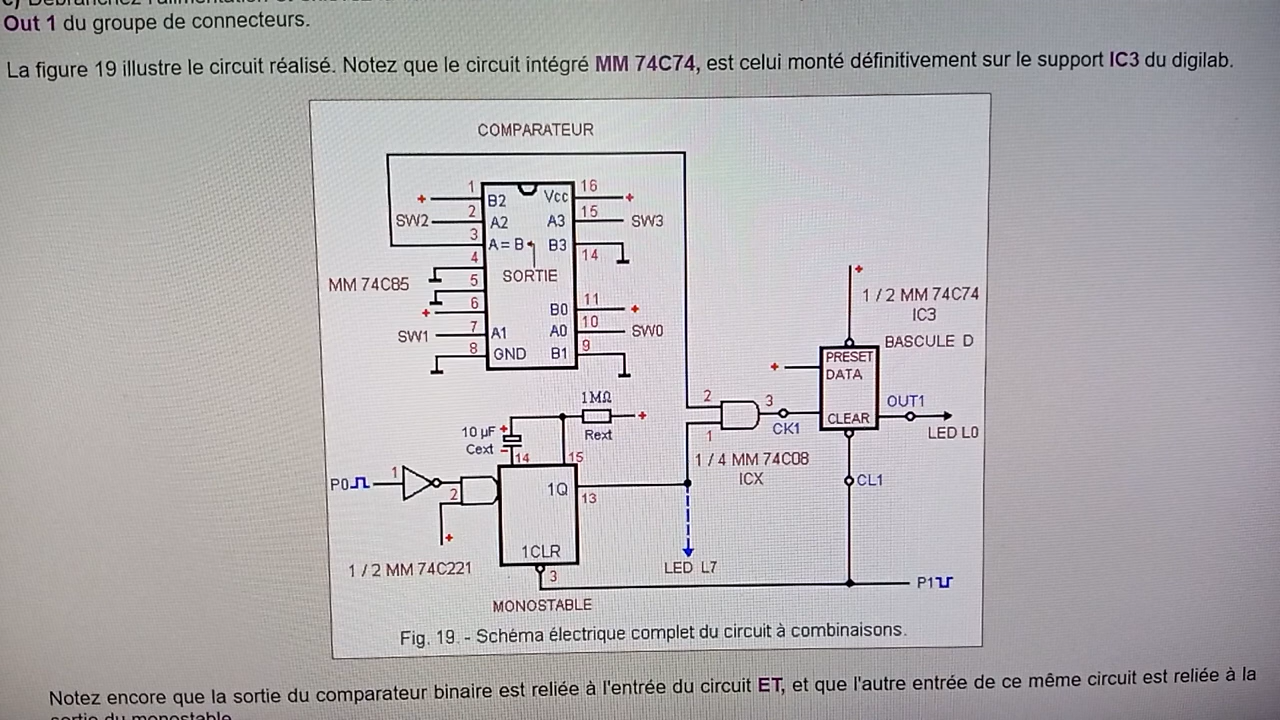 Out 1 du groupe de connecteurs.
La figure 19 illustre le circuit réalisé. Notez que le circuit intégré MM 74C74, est celui monté définitivement sur le support IC3 du digilab.
COMPARATEUR
1 16
+ B2 Vcc +
2 15
SW2 A2 A3 SW3
3
A = B B3
4 14
MM 74C85 SORTIE
5
6 11
+ B0 +
7 10
SW1 A1 A0 SW0
8 9
GND B1
+
1 / 2 MM 74C74
IC3
BASCULE D
PRESET
+ DATA
CLEAR
OUT1
LED L0
1MΩ
+
Rext
10 µF +
Cext -
14 15
2
3
1
CK1
1 / 4 MM 74C08
ICX
CL1
P0 1
2
+
1Q
13
1CLR
3
1 / 2 MM 74C221
LED L7
P1
MONOSTABLE
Fig. 19. - Schéma électrique complet du circuit à combinaisons.
Notez encore que la sortie du comparateur binaire est reliée à l'entrée du circuit ET, et que l'autre entrée de ce même circuit est reliée à la
sortie du monostable